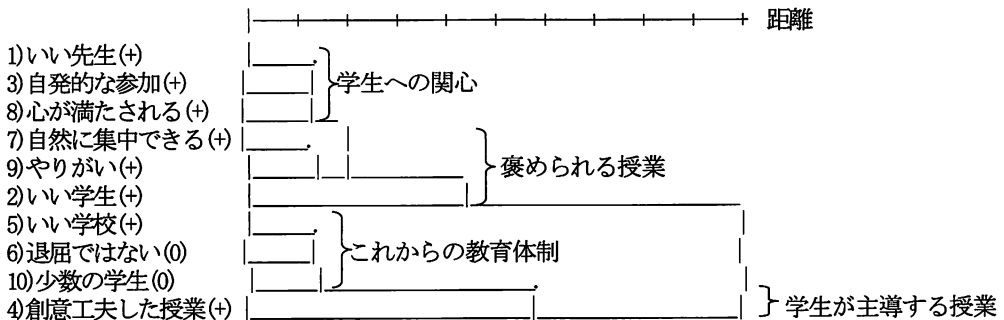 距離
1)いい先生(+)
3)自発的な参加(+)
学生への関心
8)心が満たされる(+)
7)自然に集中できる(+)
9)やりがい(+)
褒められる授業
2)いい学生(+)
5)いい学校(+)
6)退屈ではない(0)
これからの教育体制
10)少数の学生(0)
4)創意工夫した授業(+)
学生が主導する授業